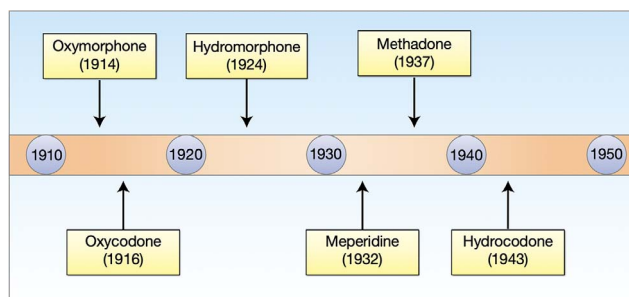 Oxymorphone
(1914)
Hydromorphone
(1924)
Methadone
(1937)
1910
1920
1930
1940
1950
Oxycodone
(1916)
Meperidine
(1932)
Hydrocodone
(1943)